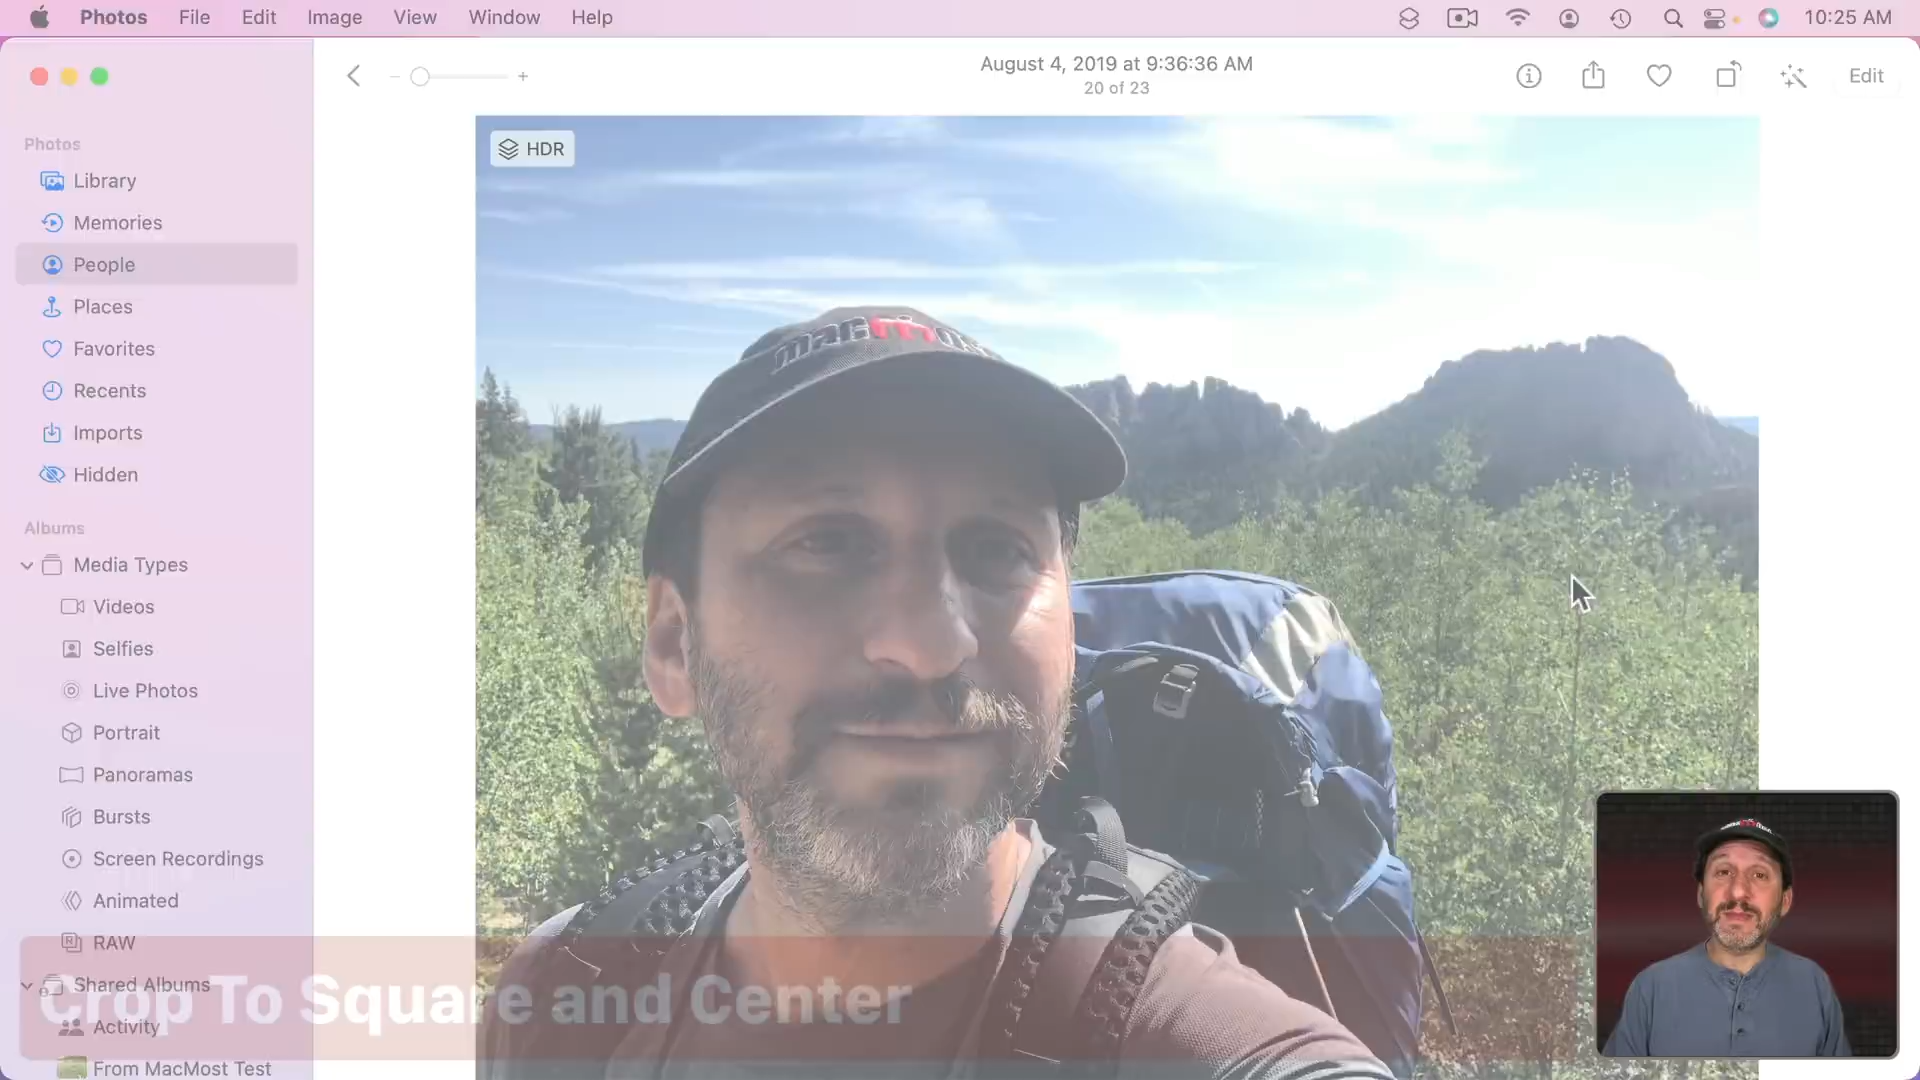 Photos File Edit Image View Window Help 10:25 AM
August 4, 2019 at 9:36:36 AM
20 of 23
Edit
HDR
Photos
Library
Memories
People
Places
Favorites
Recents
Imports
Hidden
Albums
Media Types
Videos
Selfies
Live Photos
Portrait
Panoramas
Bursts
Screen Recordings
Animated
RAW
Shared Albums
Crop To Square and Center
Activity
From MacMost Test